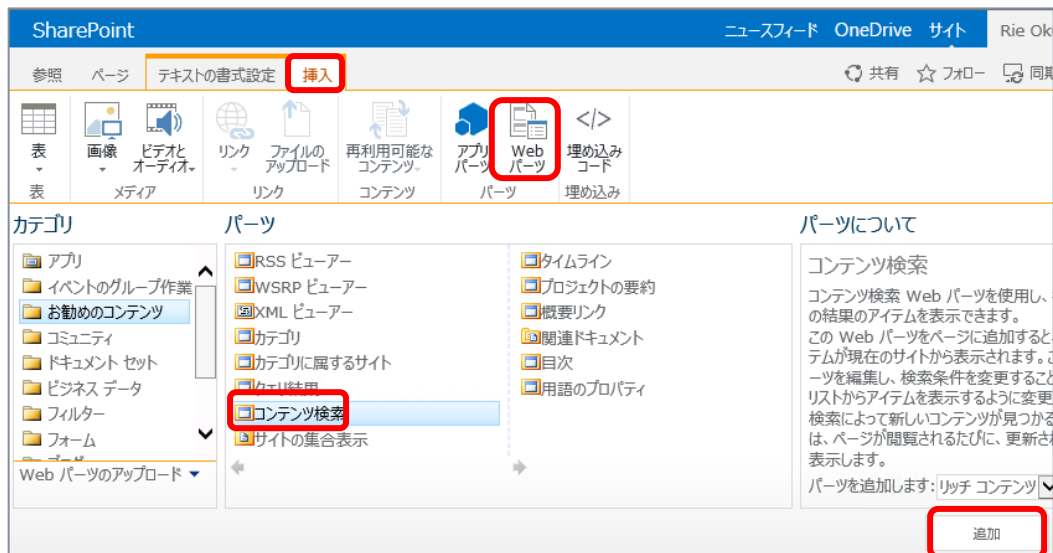 SharePoint
ニュースフィード OneDrive サイト Rie Oku
参照 ページ テキストの書式設定 挿入
共有 フォロー 同期
表
画像
ビデオと
オーディオ
リンク
ファイルの
アップロード
再利用可能な
コンテンツ
アプリ
パーツ
Web
パーツ
埋め込み
コード
表 メディア リンク コンテンツ パーツ 埋め込み
カテゴリ
アプリ
イベントのグループ作業
お勧めのコンテンツ
コミュニティ
ドキュメント セット
ビジネス データ
フィルター
フォーム
Web パーツのアップロード
パーツ
RSS ビューアー
WSRP ビューアー
XML ビューアー
カテゴリ
カテゴリに属するサイト
クエリ結果
コンテンツ検索
サイトの集合表示
タイムライン
プロジェクトの要約
概要リンク
関連ドキュメント
目次
用語のプロパティ
パーツについて
コンテンツ検索
コンテンツ検索 Web パーツを使用し、
の結果のアイテムを表示できます。
この Web パーツをページに追加すると
テムが現在のサイトから表示されます。
ーツを編集し、検索条件を変更すること
リストからアイテムを表示するように変更
検索によって新しいコンテンツが見つかる
は、ページが閲覧されるたびに、更新され
表示します。
パーツを追加します: リッチ コンテンツ
追加